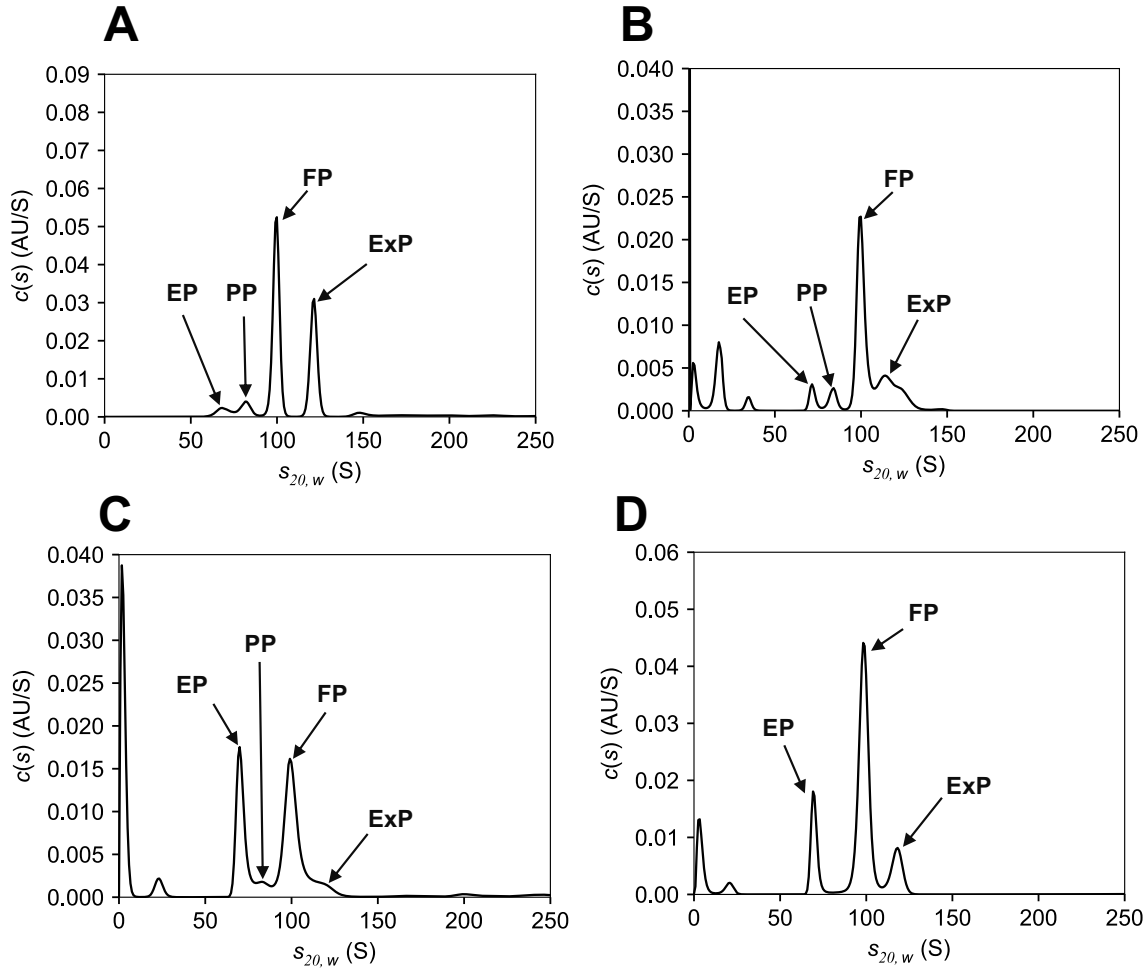 A
0.09
0.08
0.07
0.06
0.05
0.04
0.03
0.02
0.01
0.00
c(s) (AU/S)
FP
ExP
EP
PP
0 50 100 150 200 250
s20, w (S)
B
0.040
0.035
0.030
0.025
0.020
0.015
0.010
0.005
0.000
c(s) (AU/S)
FP
EP
PP
ExP
0 50 100 150 200 250
s20, w (S)
C
0.040
0.035
0.030
0.025
0.020
0.015
0.010
0.005
0.000
c(s) (AU/S)
PP
EP
FP
ExP
0 50 100 150 200 250
s20, w (S)
D
0.06
0.05
0.04
0.03
0.02
0.01
0.00
c(s) (AU/S)
FP
EP
ExP
0 50 100 150 200 250
s20, w (S)